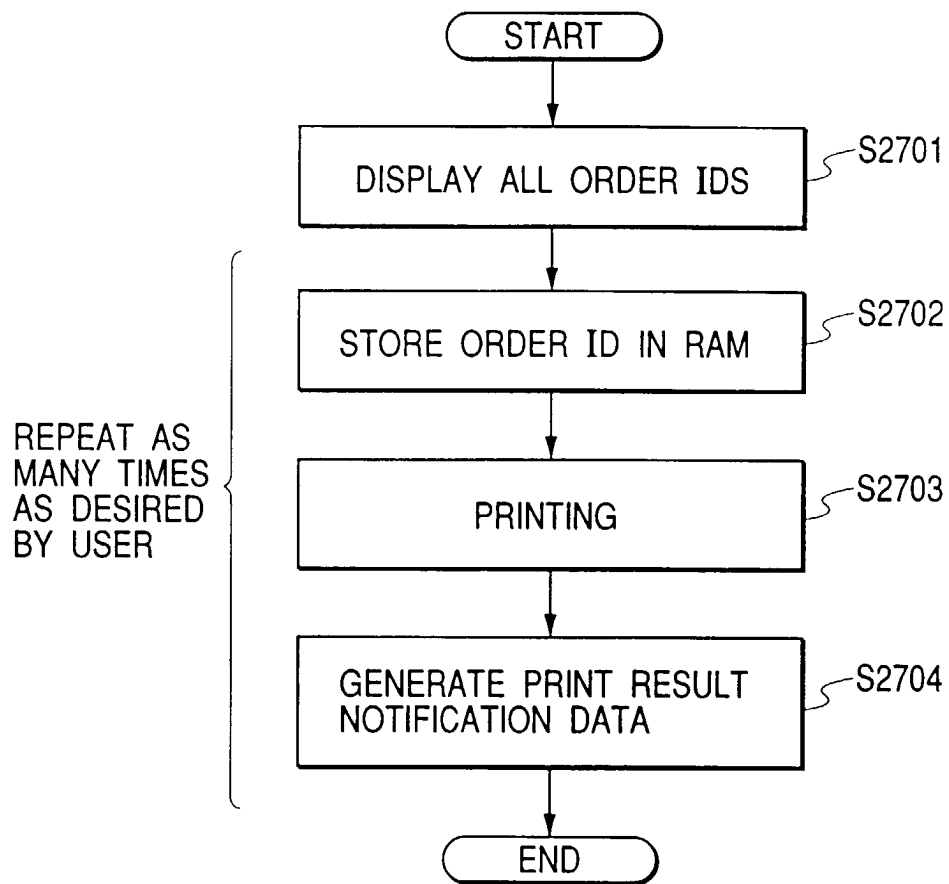 START
DISPLAY ALL ORDER IDS
S2701
STORE ORDER ID IN RAM
S2702
REPEAT AS
MANY TIMES
AS DESIRED
BY USER
PRINTING
S2703
GENERATE PRINT RESULT
NOTIFICATION DATA
S2704
END